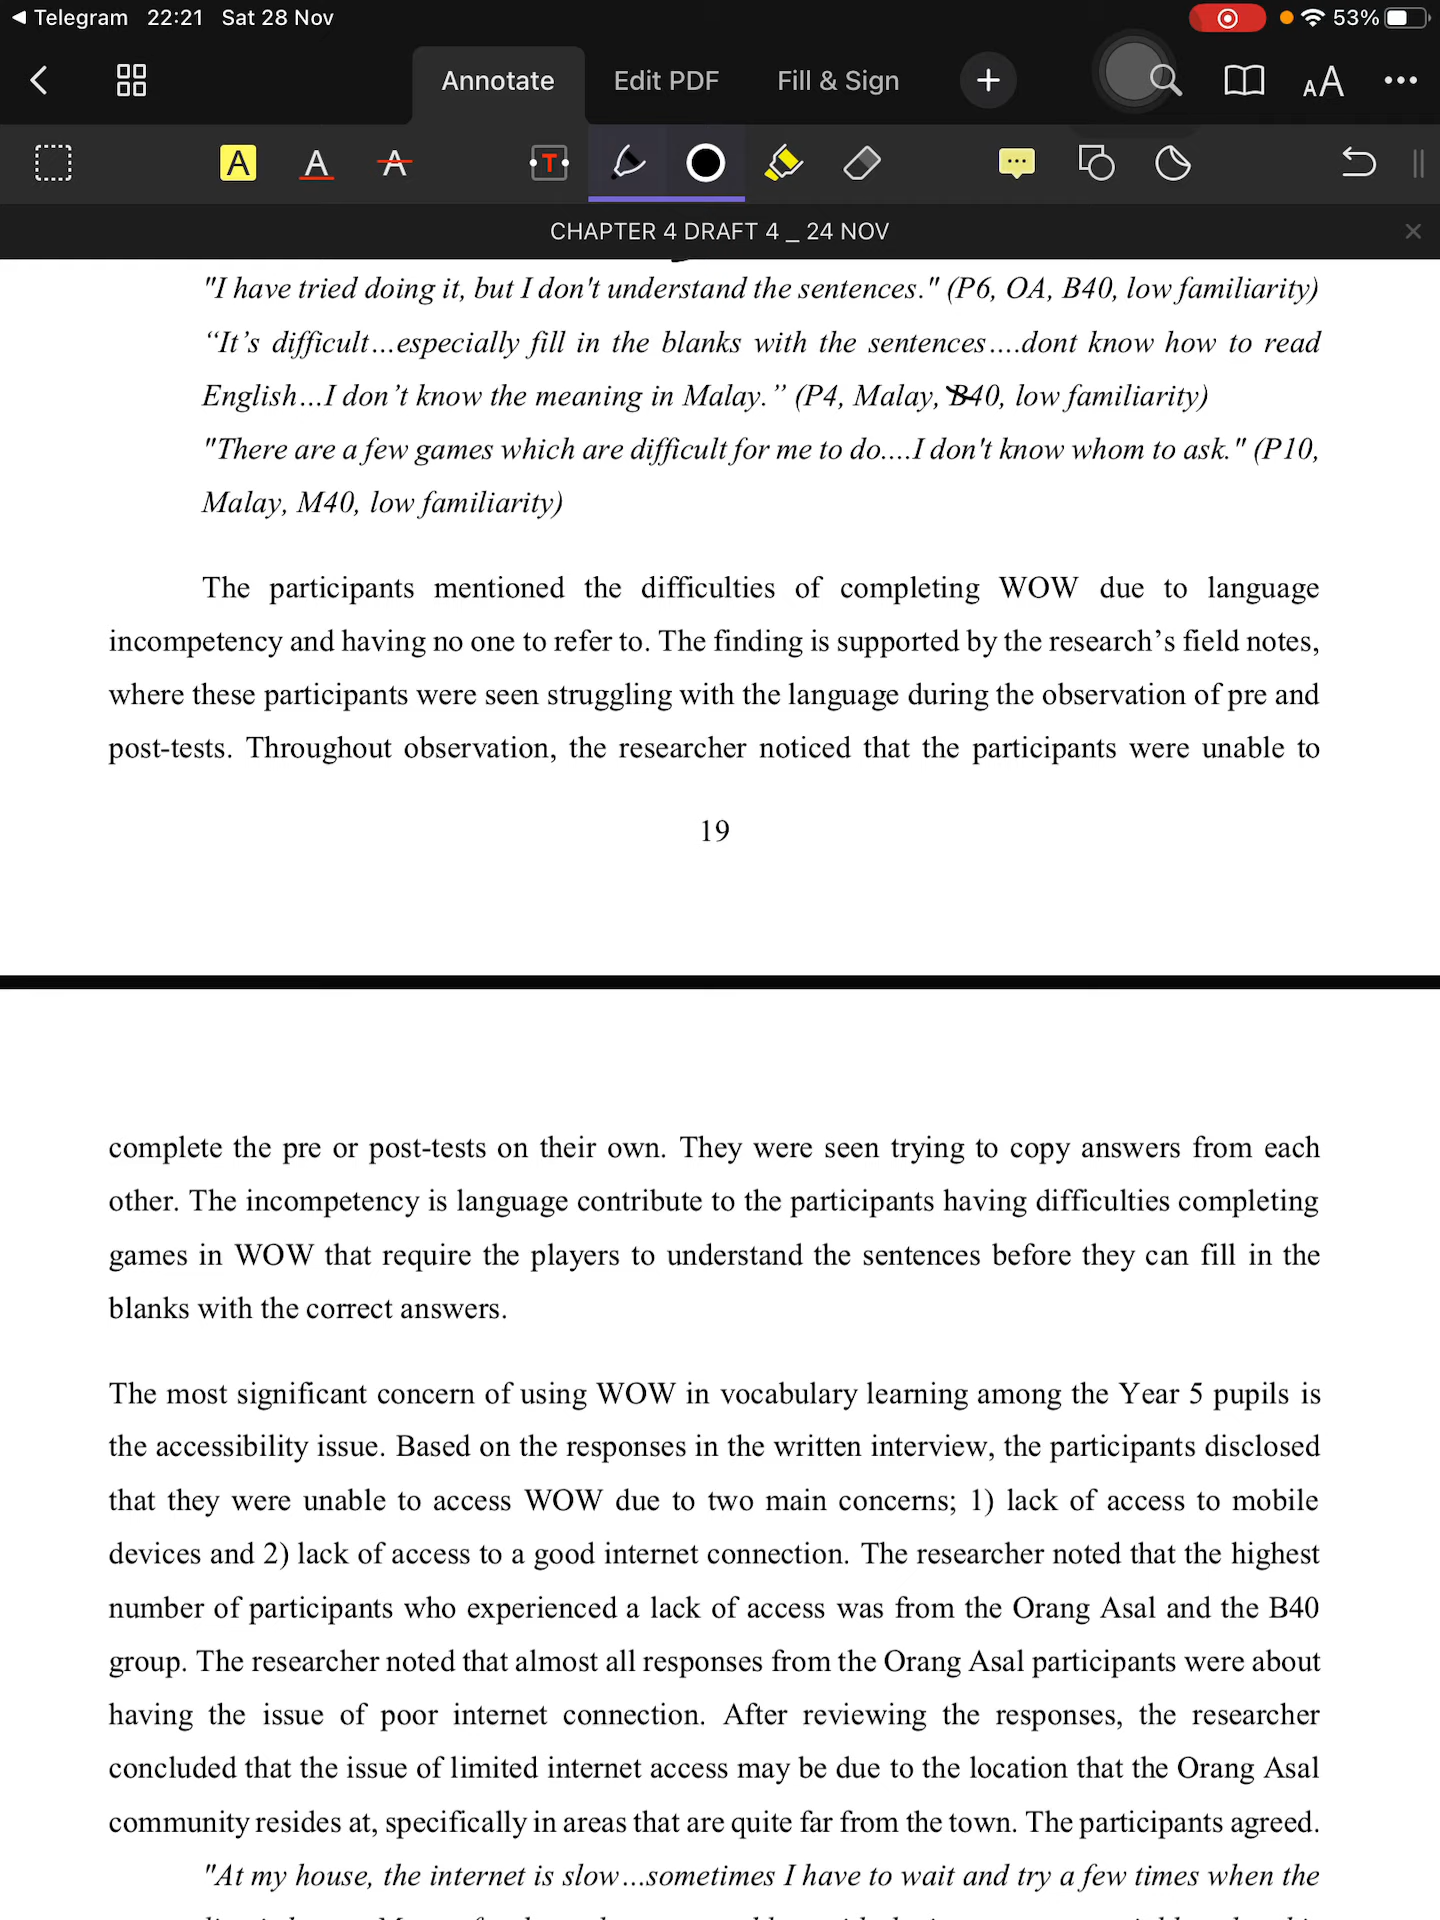 Telegram 22:21 Sat 28 Nov 53%
Annotate Edit PDF Fill & Sign
CHAPTER 4 DRAFT 4 _ 24 NOV
"I have tried doing it, but I don't understand the sentences." (P6, OA, B40, low familiarity)
“It’s difficult…especially fill in the blanks with the sentences….dont know how to read
English…I don’t know the meaning in Malay.” (P4, Malay, B40, low familiarity)
"There are a few games which are difficult for me to do....I don't know whom to ask." (P10,
Malay, M40, low familiarity)
The participants mentioned the difficulties of completing WOW due to language
incompetency and having no one to refer to. The finding is supported by the research’s field notes,
where these participants were seen struggling with the language during the observation of pre and
post-tests. Throughout observation, the researcher noticed that the participants were unable to
19
complete the pre or post-tests on their own. They were seen trying to copy answers from each
other. The incompetency is language contribute to the participants having difficulties completing
games in WOW that require the players to understand the sentences before they can fill in the
blanks with the correct answers.
The most significant concern of using WOW in vocabulary learning among the Year 5 pupils is
the accessibility issue. Based on the responses in the written interview, the participants disclosed
that they were unable to access WOW due to two main concerns; 1) lack of access to mobile
devices and 2) lack of access to a good internet connection. The researcher noted that the highest
number of participants who experienced a lack of access was from the Orang Asal and the B40
group. The researcher noted that almost all responses from the Orang Asal participants were about
having the issue of poor internet connection. After reviewing the responses, the researcher
concluded that the issue of limited internet access may be due to the location that the Orang Asal
community resides at, specifically in areas that are quite far from the town. The participants agreed.
"At my house, the internet is slow…sometimes I have to wait and try a few times when the